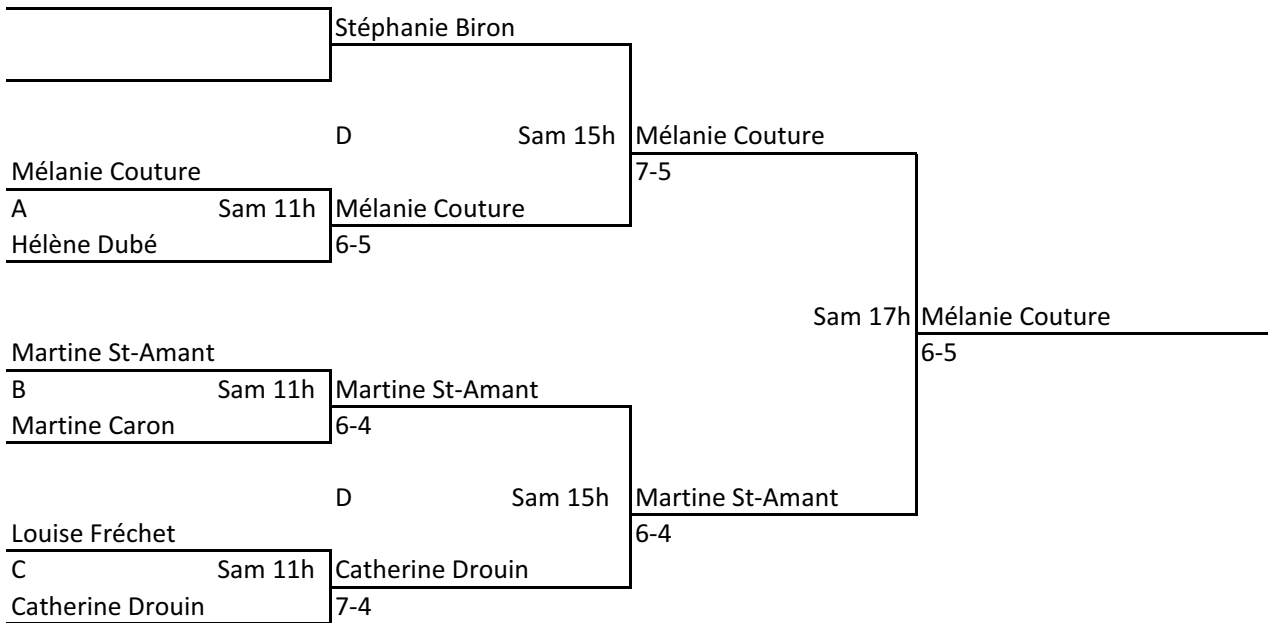 Stéphanie Biron
D Sam 15h Mélanie Couture
Mélanie Couture 7-5
A Sam 11h Mélanie Couture
Hélène Dubé 6-5
Sam 17h Mélanie Couture
Martine St-Amant 6-5
B Sam 11h Martine St-Amant
Martine Caron 6-4
D Sam 15h Martine St-Amant
Louise Fréchet 6-4
C Sam 11h Catherine Drouin
Catherine Drouin 7-4